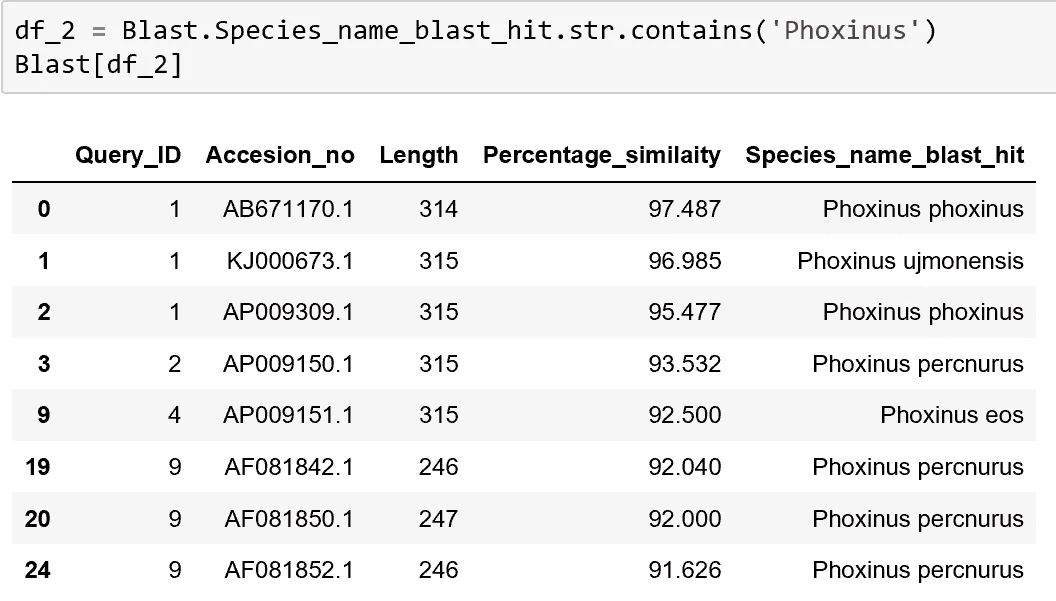 df_2 = Blast.Species_name_blast_hit.str.contains('Phoxinus')
Blast[df_2]
Query_ID Accesion_no Length Percentage_similaity Species_name_blast_hit
0 1 AB671170.1 314 97.487 Phoxinus phoxinus
1 1 KJ000673.1 315 96.985 Phoxinus ujmonensis
2 1 AP009309.1 315 95.477 Phoxinus phoxinus
3 2 AP009150.1 315 93.532 Phoxinus percnurus
9 4 AP009151.1 315 92.500 Phoxinus eos
19 9 AF081842.1 246 92.040 Phoxinus percnurus
20 9 AF081850.1 247 92.000 Phoxinus percnurus
24 9 AF081852.1 246 91.626 Phoxinus percnurus